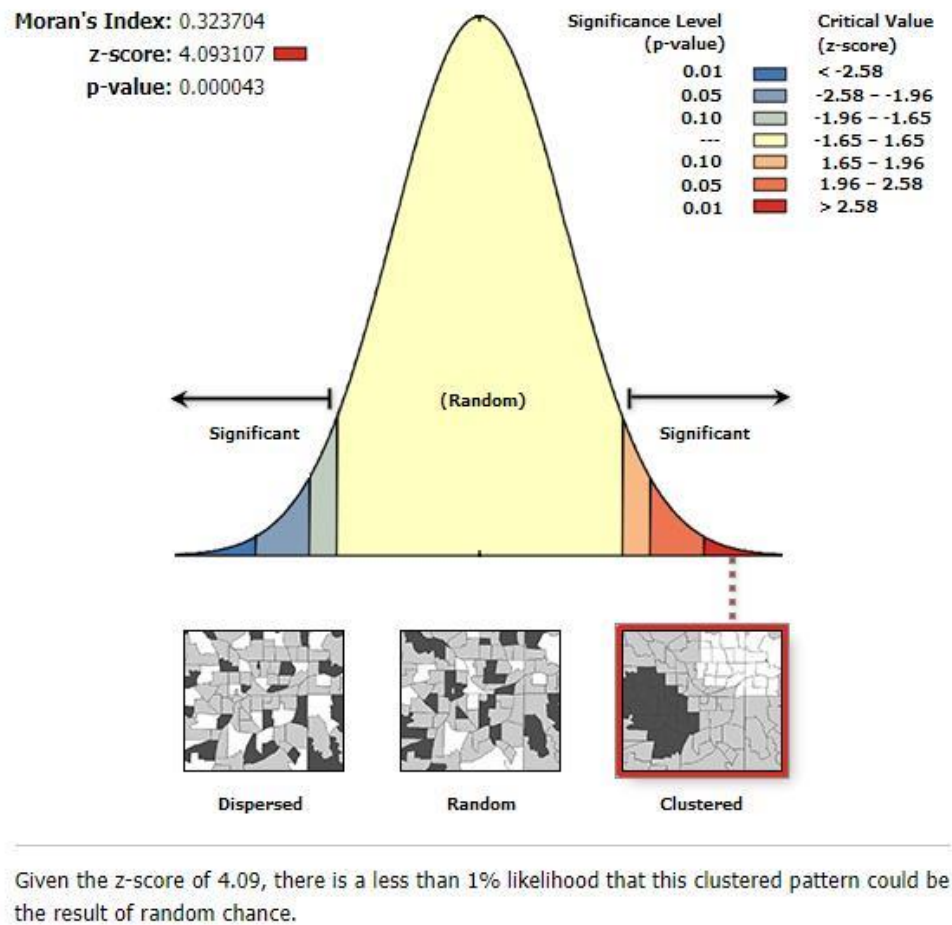 Moran's Index: 0.323704
z-score: 4.093107
p-value: 0.000043
Significance Level
(p-value)
Critical Value
(z-score)
0.01 < -2.58
0.05 -2.58 – -1.96
0.10 -1.96 – -1.65
--- -1.65 – 1.65
0.10 1.65 – 1.96
0.05 1.96 – 2.58
0.01 > 2.58
(Random)
Significant
Significant
Dispersed
Random
Clustered
Given the z-score of 4.09, there is a less than 1% likelihood that this clustered pattern could be
the result of random chance.